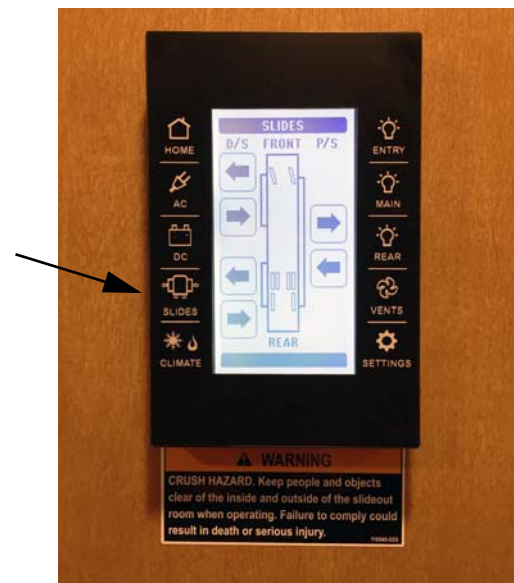 SLIDES
D/S FRONT P/S
REAR
HOME
AC
DC
SLIDES
CLIMATE
ENTRY
MAIN
REAR
VENTS
SETTINGS
WARNING
CRUSH HAZARD. Keep people and objects
clear of the inside and outside of the slideout
room when operating. Failure to comply could
result in death or serious injury.